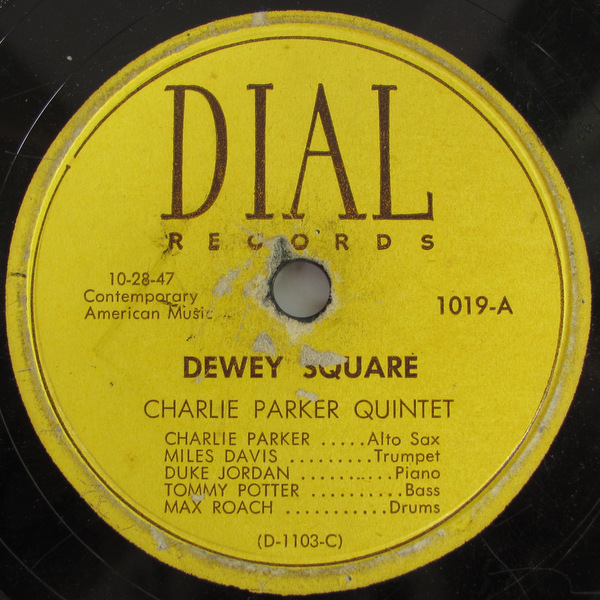 DIAL
RECORDS
10-28-47
Contemporary
American Music
1019-A
DEWEY SQUARE
CHARLIE PARKER QUINTET
CHARLIE PARKER .....Alto Sax
MILES DAVIS .........Trumpet
DUKE JORDAN ..........Piano
TOMMY POTTER ..........Bass
MAX ROACH ...........Drums
(D-1103-C)